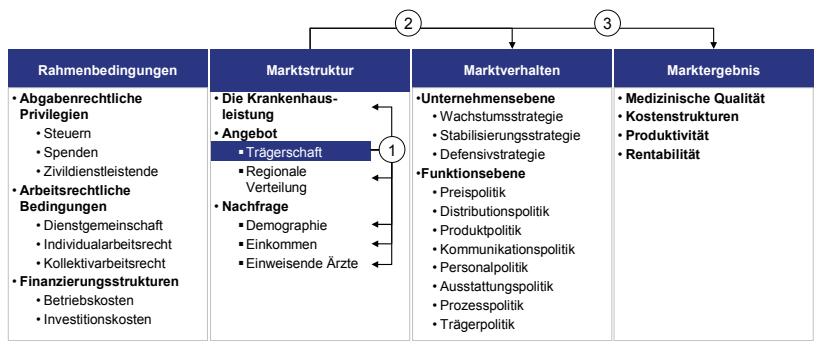 2
3
Rahmenbedingungen
• Abgabenrechtliche
Privilegien
• Steuern
• Spenden
• Zivildienstleistende
• Arbeitsrechtliche
Bedingungen
• Dienstgemeinschaft
• Individualarbeitsrecht
• Kollektivarbeitsrecht
• Finanzierungsstrukturen
• Betriebskosten
• Investitionskosten
Marktstruktur
• Die Krankenhaus-
leistung
• Angebot
▪ Trägerschaft
1
▪ Regionale
Verteilung
• Nachfrage
▪ Demographie
▪ Einkommen
▪ Einweisende Ärzte
Marktverhalten
• Unternehmensebene
• Wachstumsstrategie
• Stabilisierungsstrategie
• Defensivstrategie
• Funktionsebene
• Preispolitik
• Distributionspolitik
• Produktpolitik
• Kommunikationspolitik
• Personalpolitik
• Ausstattungspolitik
• Prozesspolitik
• Trägerpolitik
Marktergebnis
• Medizinische Qualität
• Kostenstrukturen
• Produktivität
• Rentabilität